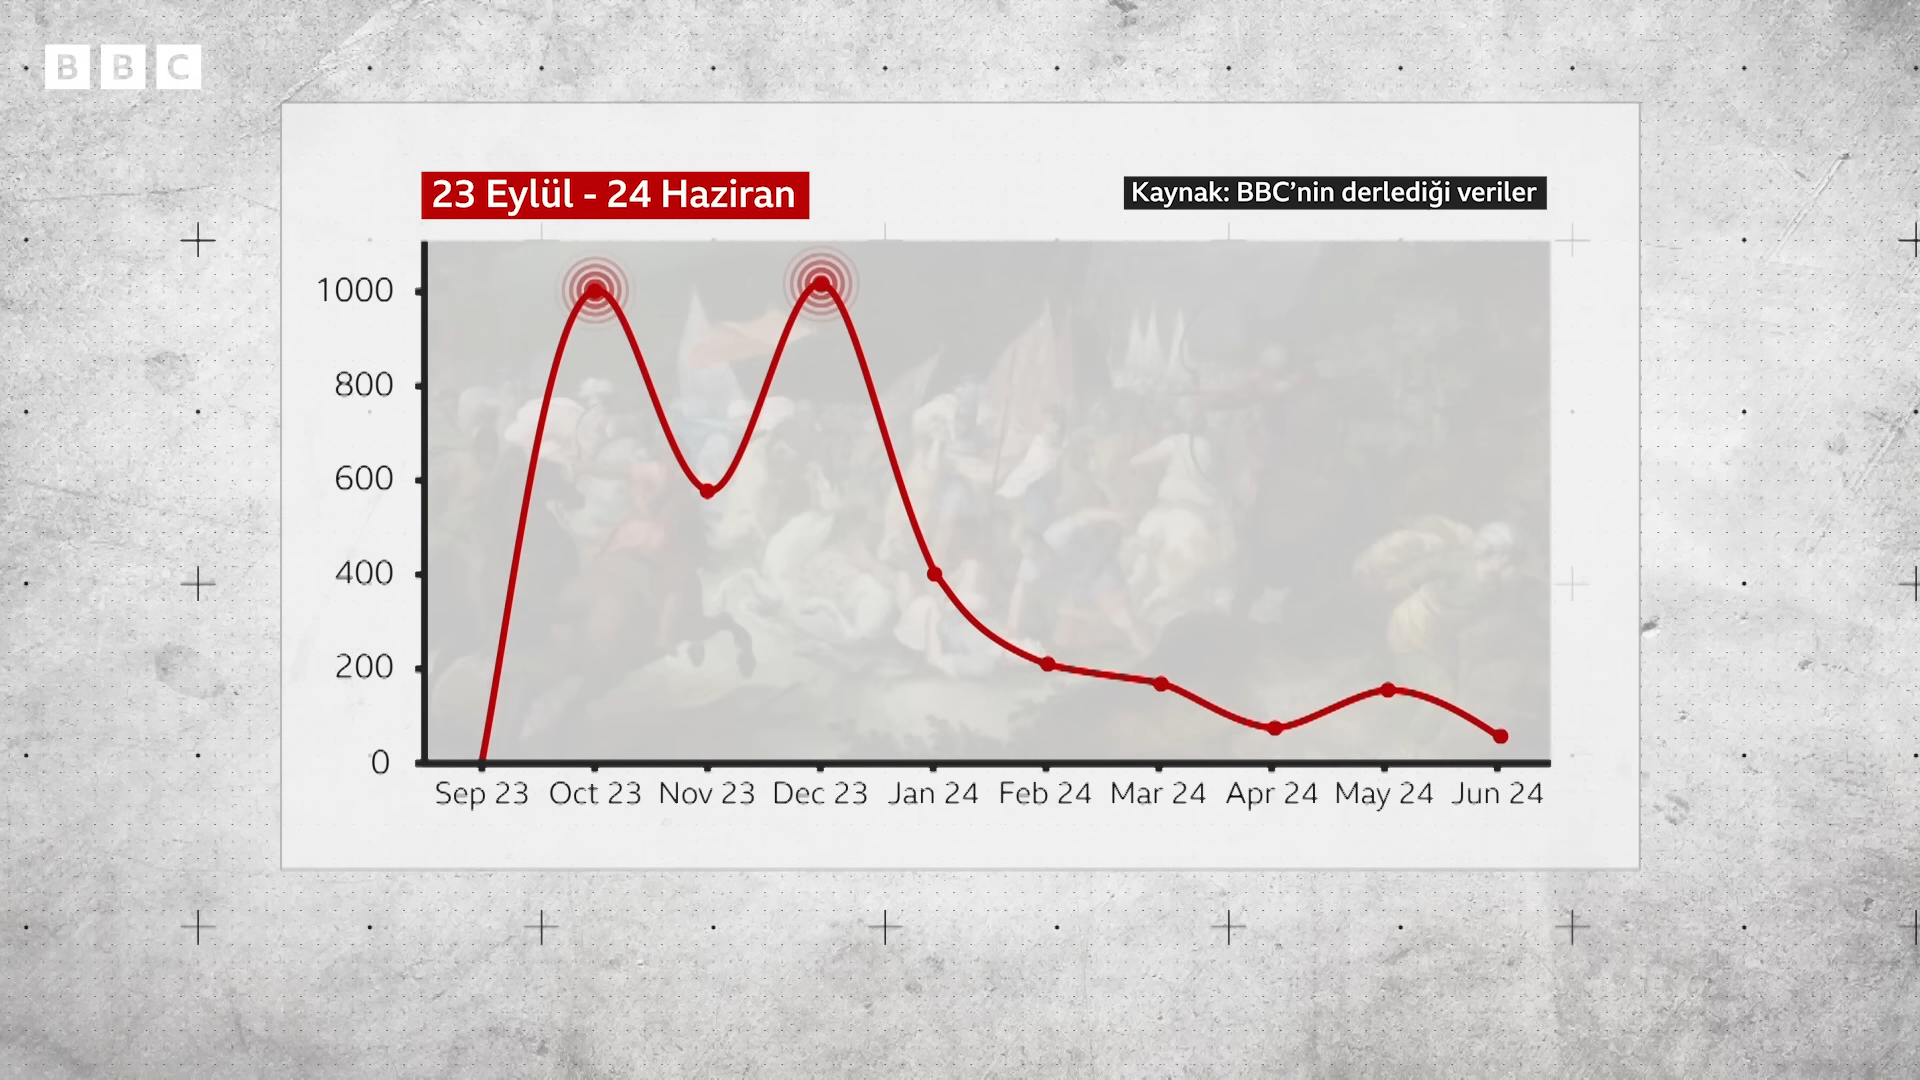 BBC
23 Eylül - 24 Haziran
Kaynak: BBC’nin derlediği veriler
1000
800
600
400
200
0
Sep 23 Oct 23 Nov 23 Dec 23 Jan 24 Feb 24 Mar 24 Apr 24 May 24 Jun 24